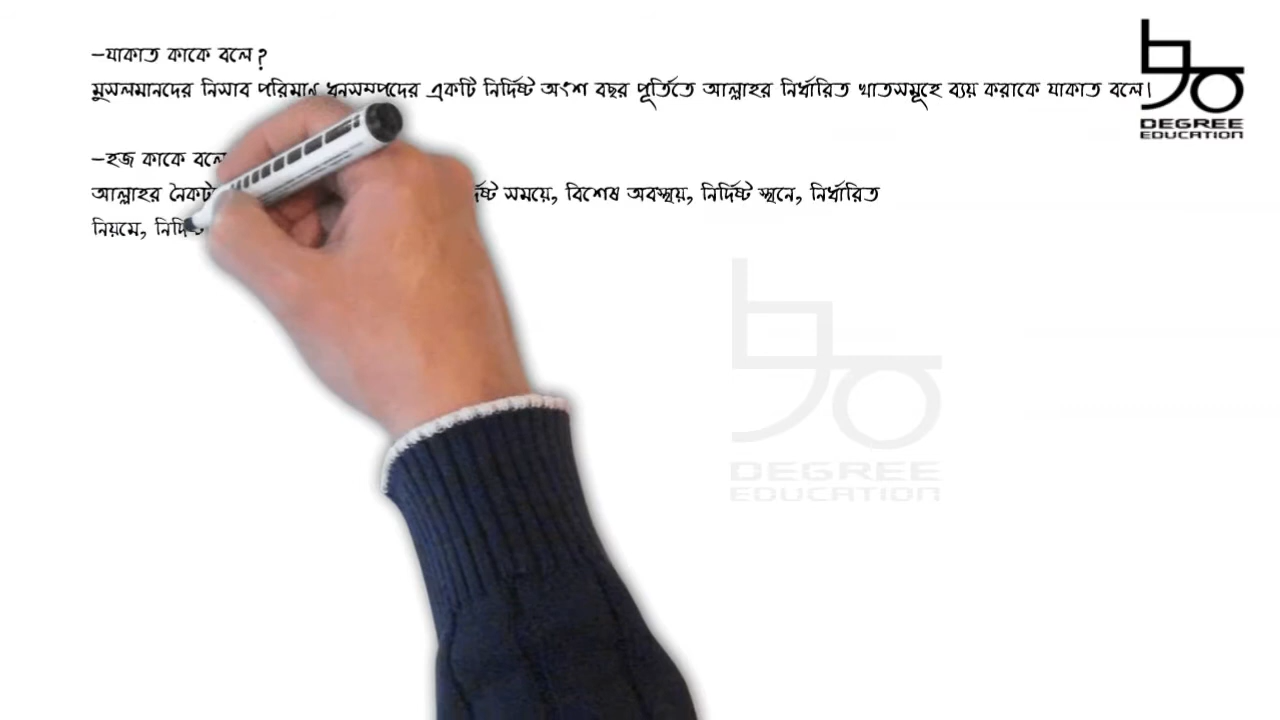 -যাকাত কাকে বলে?
মুসলমানদের নিসাব পরিমাণ ধনসম্পদের একটি নির্দিষ্ট অংশ বছর পূর্তিতে আল্লাহর নির্ধারিত খাতসমূহে ব্যয় করাকে যাকাত বলে।
DEGREE
EDUCATION
-হজ কাকে বলে
আল্লাহর সময়ে, বিশেষ অবস্থায়, নির্দিষ্ট স্থানে, নির্ধারিত
নিয়মে,
DEGREE
EDUCATION